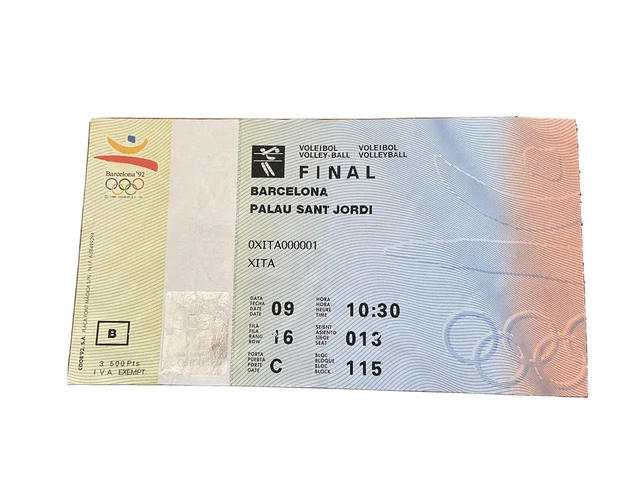 Barcelona'92
B
3.500 Pts
I.V.A. EXEMPT
COOB'92, S.A.
VOLEIBOL VOLEIBOL
VOLLEY-BALL VOLLEYBALL
FINAL
BARCELONA
PALAU SANT JORDI
0XITA000001
XITA
DATA
FECHA
DATE
DATE
09
HORA
HORA
HEURE
TIME
10:30
FILA
FILA
RANG
ROW
16
SEIENT
ASIENTO
SIEGE
SEAT
013
PORTA
PUERTA
PORTE
GATE
C
BLOC
BLOQUE
BLOC
BLOCK
115